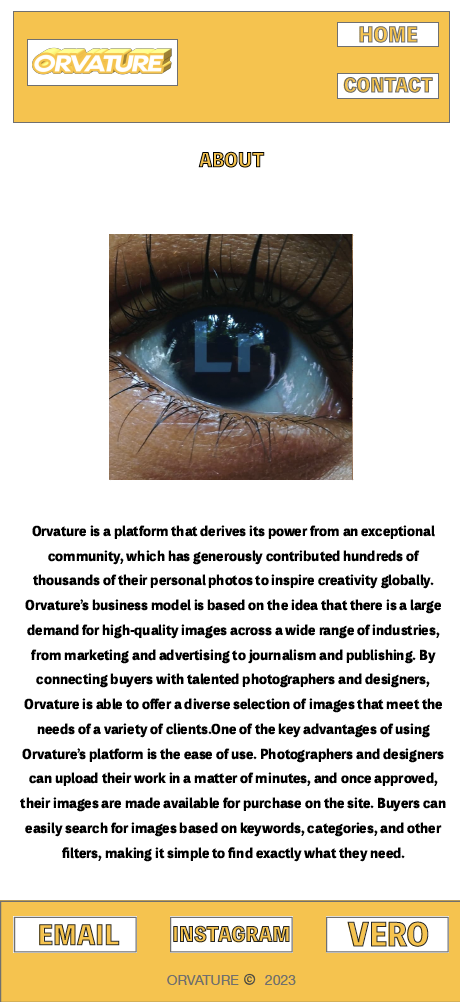 ORVATURE
HOME
CONTACT
ABOUT
Lr
Orvature is a platform that derives its power from an exceptional
community, which has generously contributed hundreds of
thousands of their personal photos to inspire creativity globally.
Orvature’s business model is based on the idea that there is a large
demand for high-quality images across a wide range of industries,
from marketing and advertising to journalism and publishing. By
connecting buyers with talented photographers and designers,
Orvature is able to offer a diverse selection of images that meet the
needs of a variety of clients.One of the key advantages of using
Orvature’s platform is the ease of use. Photographers and designers
can upload their work in a matter of minutes, and once approved,
their images are made available for purchase on the site. Buyers can
easily search for images based on keywords, categories, and other
filters, making it simple to find exactly what they need.
EMAIL INSTAGRAM VERO
ORVATURE © 2023